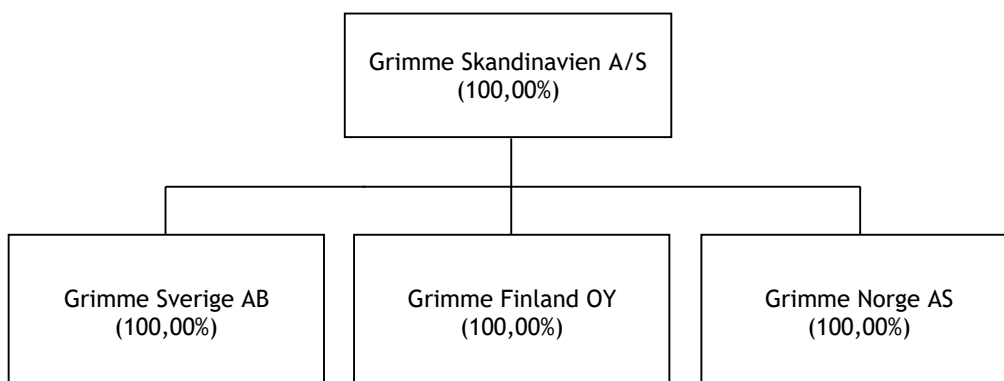 Grimme Skandinavien A/S
(100,00%)
Grimme Sverige AB
(100,00%)
Grimme Finland OY
(100,00%)
Grimme Norge AS
(100,00%)